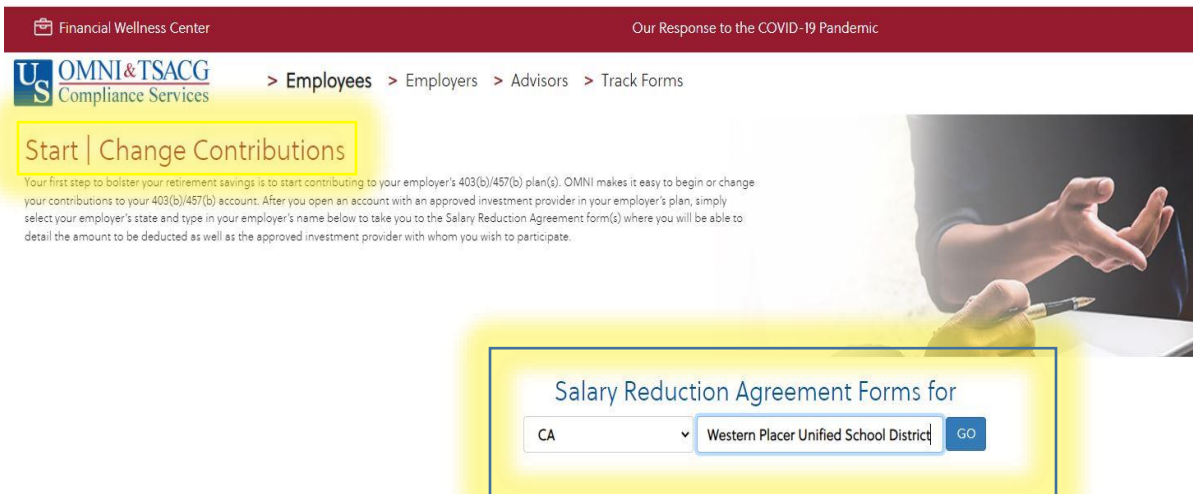 Financial Wellness Center
Our Response to the COVID-19 Pandemic
US OMNI & TSACG
Compliance Services
> Employees > Employers > Advisors > Track Forms
Start | Change Contributions
Your first step to bolster your retirement savings is to start contributing to your employer's 403(b)/457(b) plan(s). OMNI makes it easy to begin or change
your contributions to your 403(b)/457(b) account. After you open an account with an approved investment provider in your employer's plan, simply
select your employer's state and type in your employer's name below to take you to the Salary Reduction Agreement form(s) where you will be able to
detail the amount to be deducted as well as the approved investment provider with whom you wish to participate.
Salary Reduction Agreement Forms for
CA Western Placer Unified School District GO